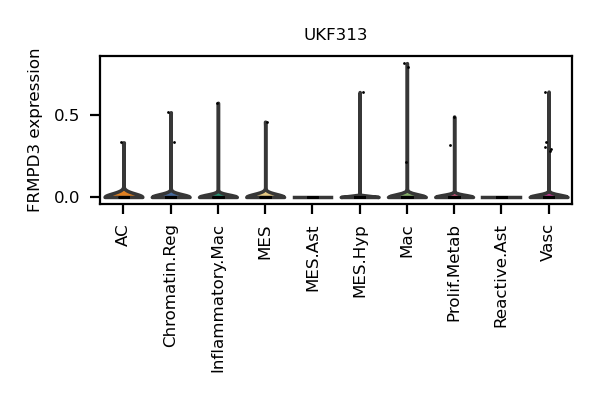 UKF313
FRMPD3 expression
0.5
0.0
AC
Chromatin.Reg
Inflammatory.Mac
MES
MES.Ast
MES.Hyp
Mac
Prolif.Metab
Reactive.Ast
Vasc